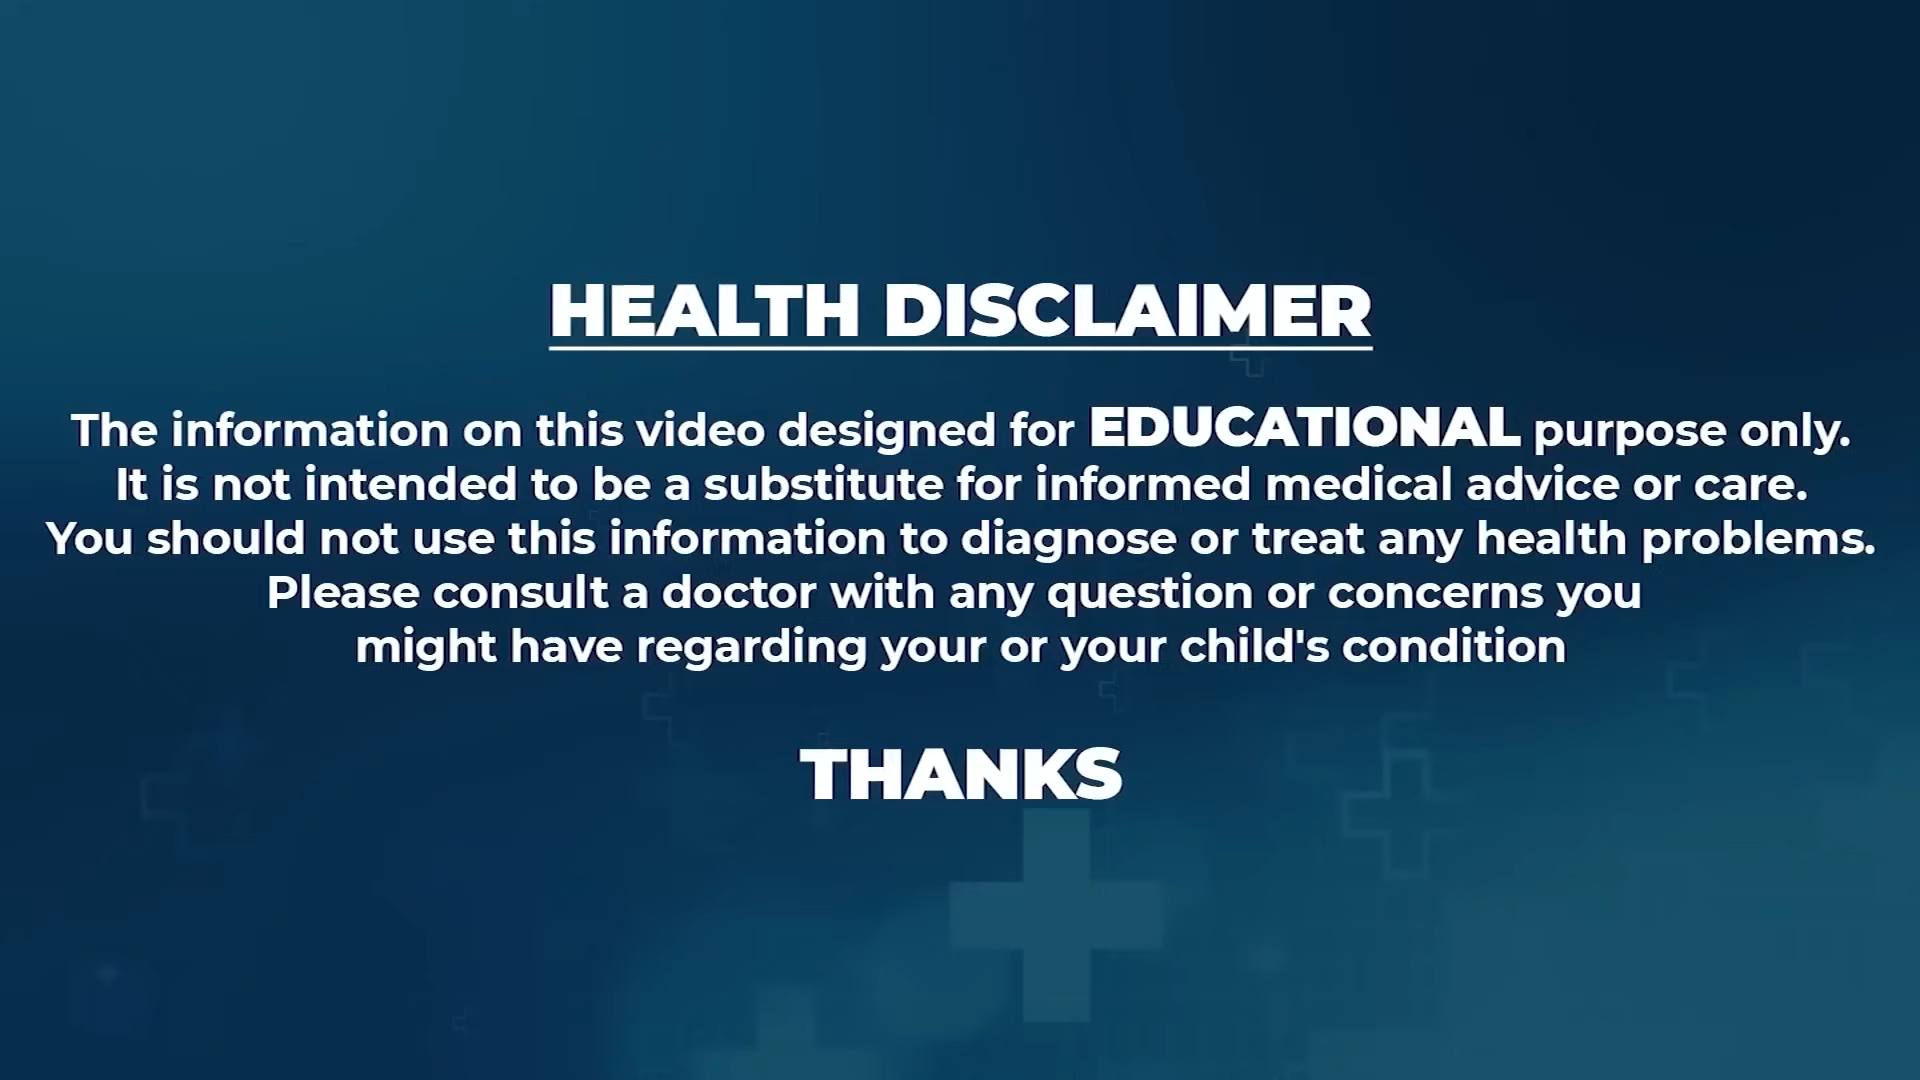 HEALTH DISCLAIMER
The information on this video designed for EDUCATIONAL purpose only.
It is not intended to be a substitute for informed medical advice or care.
You should not use this information to diagnose or treat any health problems.
Please consult a doctor with any question or concerns you
might have regarding your or your child's condition
THANKS